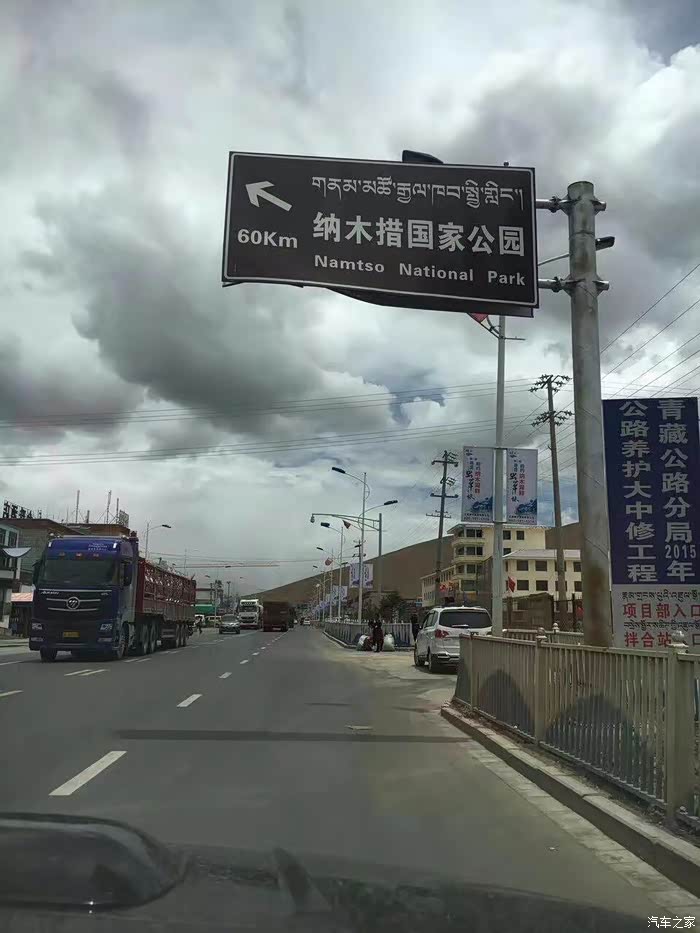 གནམ་མཚོ་རྒྱལ་ཁབ་སྤྱི་གླིང་།
60Km
纳木措国家公园
Namtso National Park
青藏公路分局2015年
公路养护大中修工程
项目部入口
拌合站
汽车之家